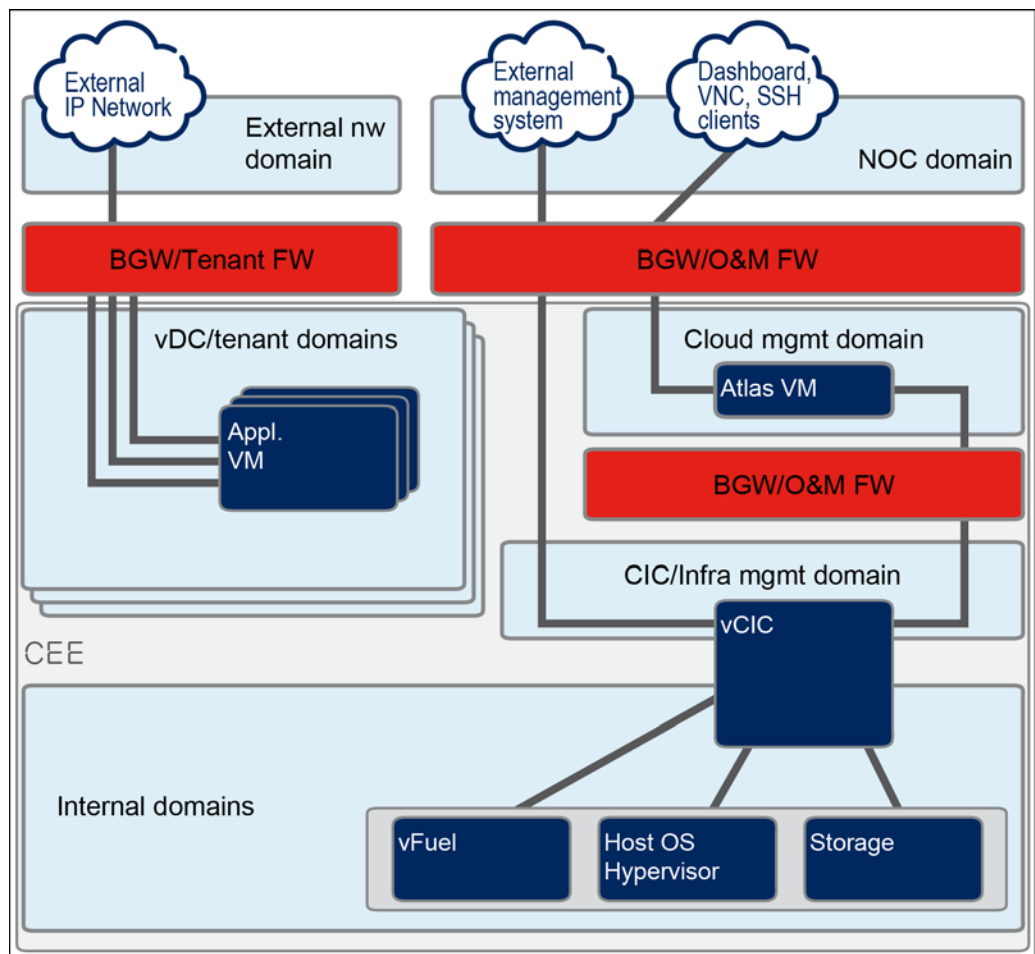 External
IP Network
External nw
domain
External
management
system
Dashboard,
VNC, SSH
clients
NOC domain
BGW/Tenant FW
BGW/O&M FW
vDC/tenant domains
Appl.
VM
Cloud mgmt domain
Atlas VM
BGW/O&M FW
CIC/Infra mgmt domain
vCIC
CEE
Internal domains
vFuel
Host OS
Hypervisor
Storage